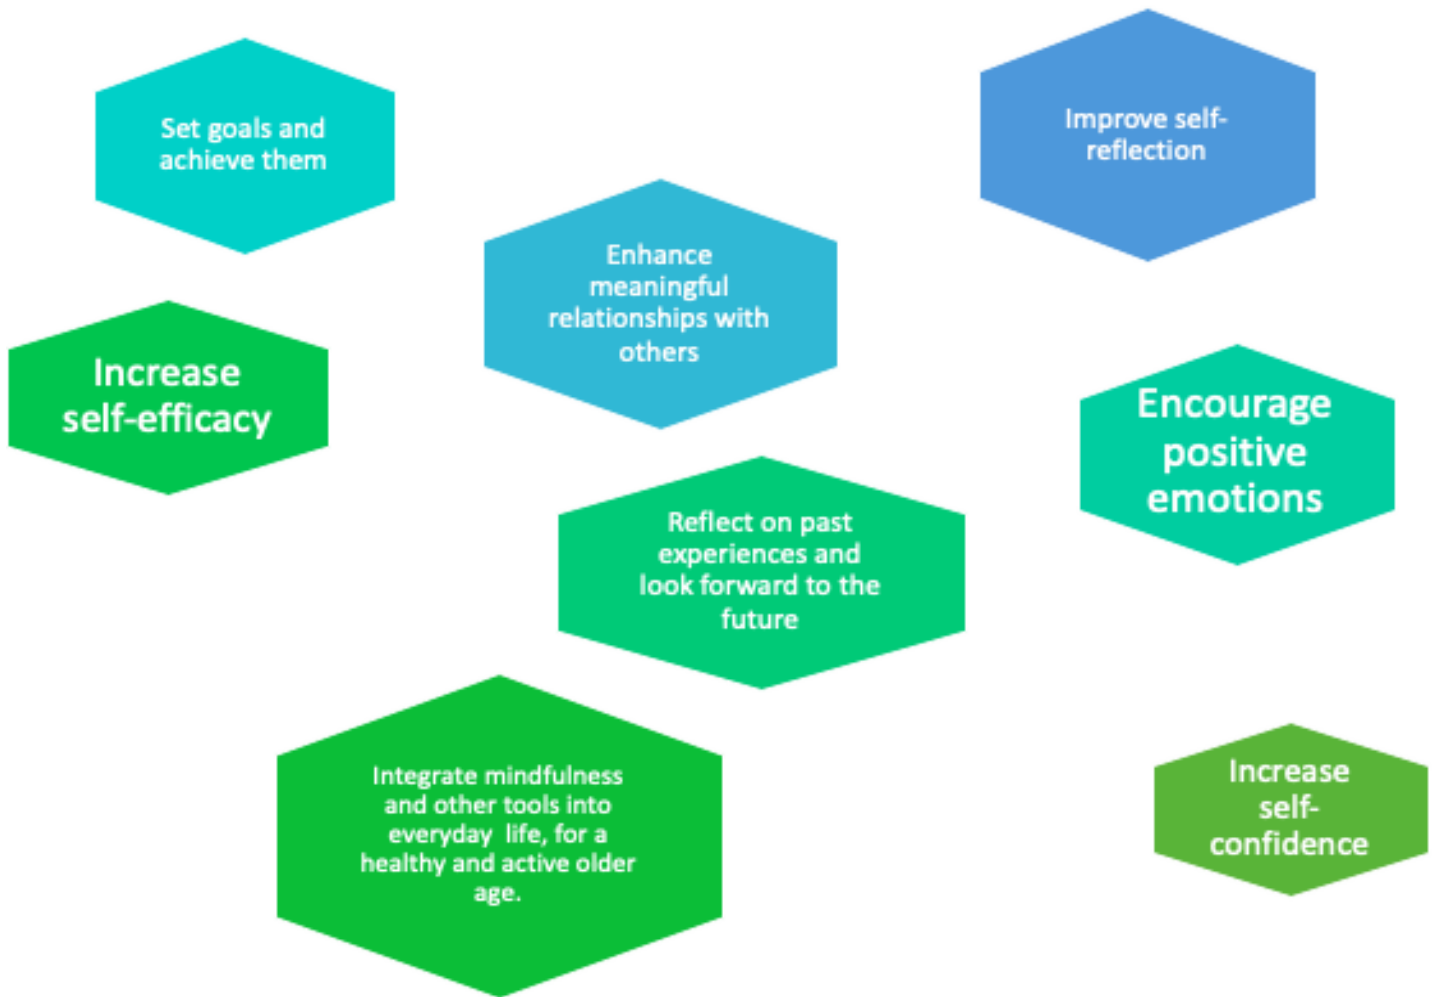 Set goals and
achieve them
Improve self-
reflection
Enhance
meaningful
relationships with
others
Increase
self-efficacy
Encourage
positive
emotions
Reflect on past
experiences and
look forward to the
future
Integrate mindfulness
and other tools into
everyday  life, for a
healthy and active older
age.
Increase
self-
confidence